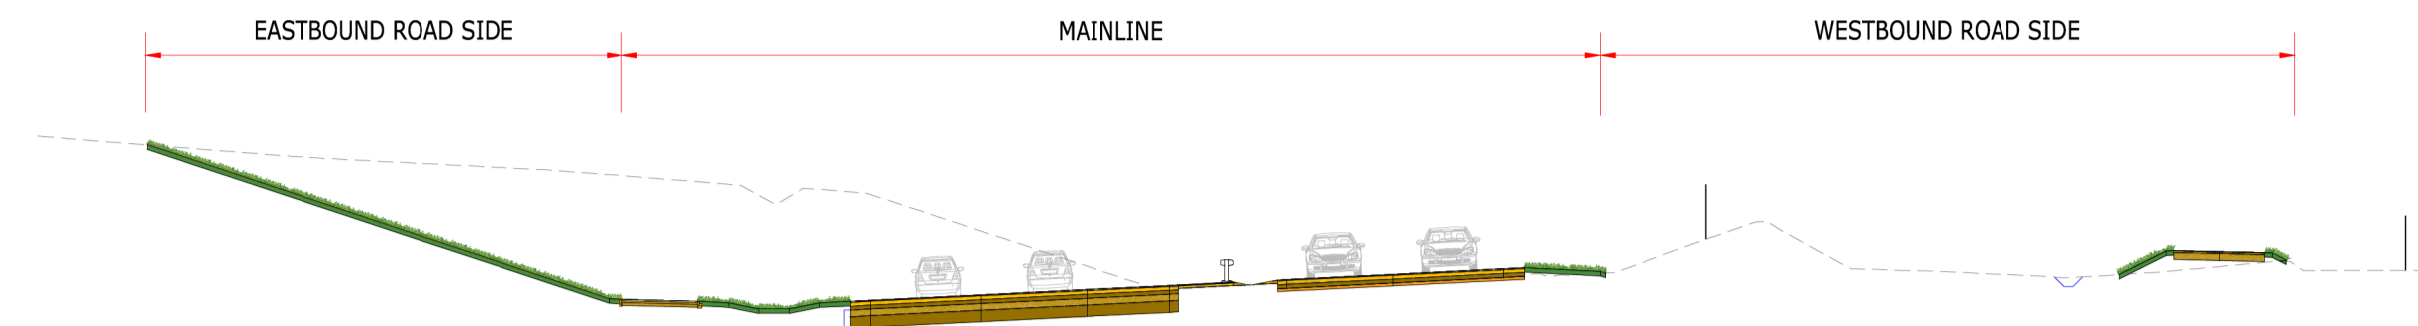 EASTBOUND ROAD SIDE
MAINLINE
WESTBOUND ROAD SIDE